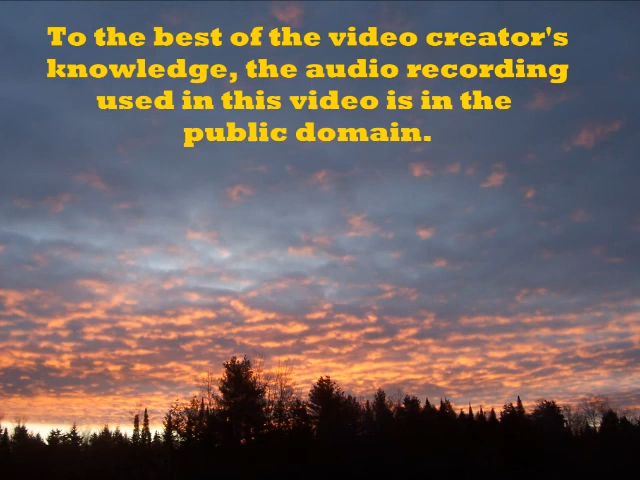 To the best of the video creator's
knowledge, the audio recording
used in this video is in the
public domain.